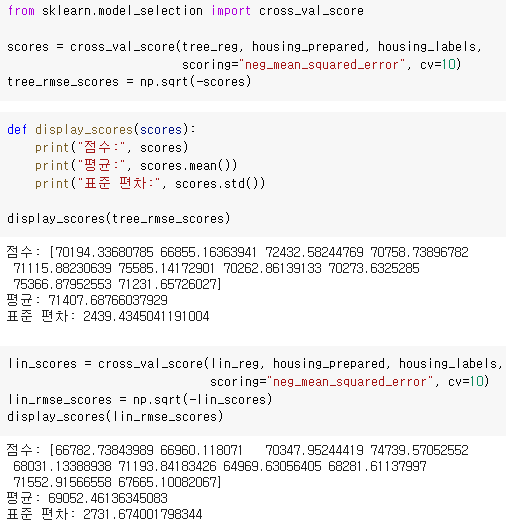 from sklearn.model_selection import cross_val_score
scores = cross_val_score(tree_reg, housing_prepared, housing_labels,
scoring="neg_mean_squared_error", cv=10)
tree_rmse_scores = np.sqrt(-scores)
def display_scores(scores):
print("점수:", scores)
print("평균:", scores.mean())
print("표준 편차:", scores.std())
display_scores(tree_rmse_scores)
점수: [70194.33680785 66855.16363941 72432.58244769 70758.73896782
71115.88230639 75585.14172901 70262.86139133 70273.6325285
75366.87952553 71231.65726027]
평균: 71407.68766037929
표준 편차: 2439.4345041191004
lin_scores = cross_val_score(lin_reg, housing_prepared, housing_labels,
scoring="neg_mean_squared_error", cv=10)
lin_rmse_scores = np.sqrt(-lin_scores)
display_scores(lin_rmse_scores)
점수: [66782.73843989 66960.118071   70347.95244419 74739.57052552
68031.13388938 71193.84183426 64969.63056405 68281.61137997
71552.91566558 67665.10082067]
평균: 69052.46136345083
표준 편차: 2731.674001798344